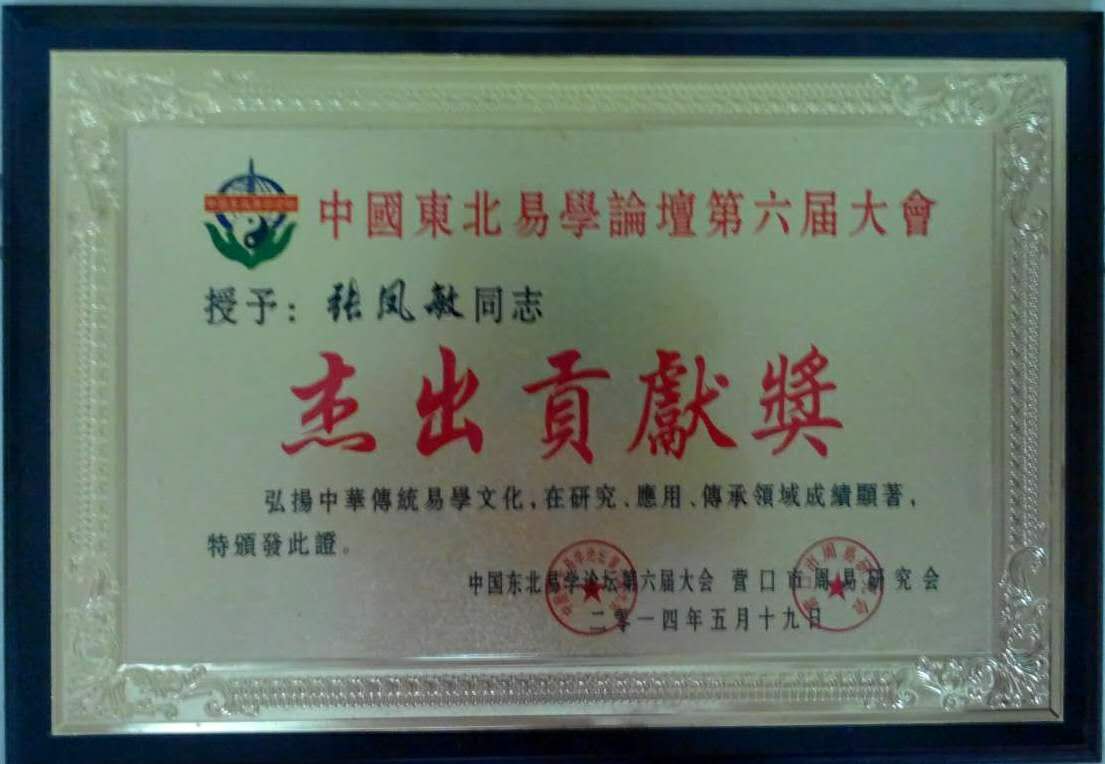 中國東北易學論壇第六届大會
授予：张凤敏同志
杰出貢獻獎
弘揚中華傳統易學文化，在研究、應用、傳承領域成績顯著，
特頒發此證。
中国东北易学论坛第六届大会 营口市周易研究会
二零一四年五月十九日